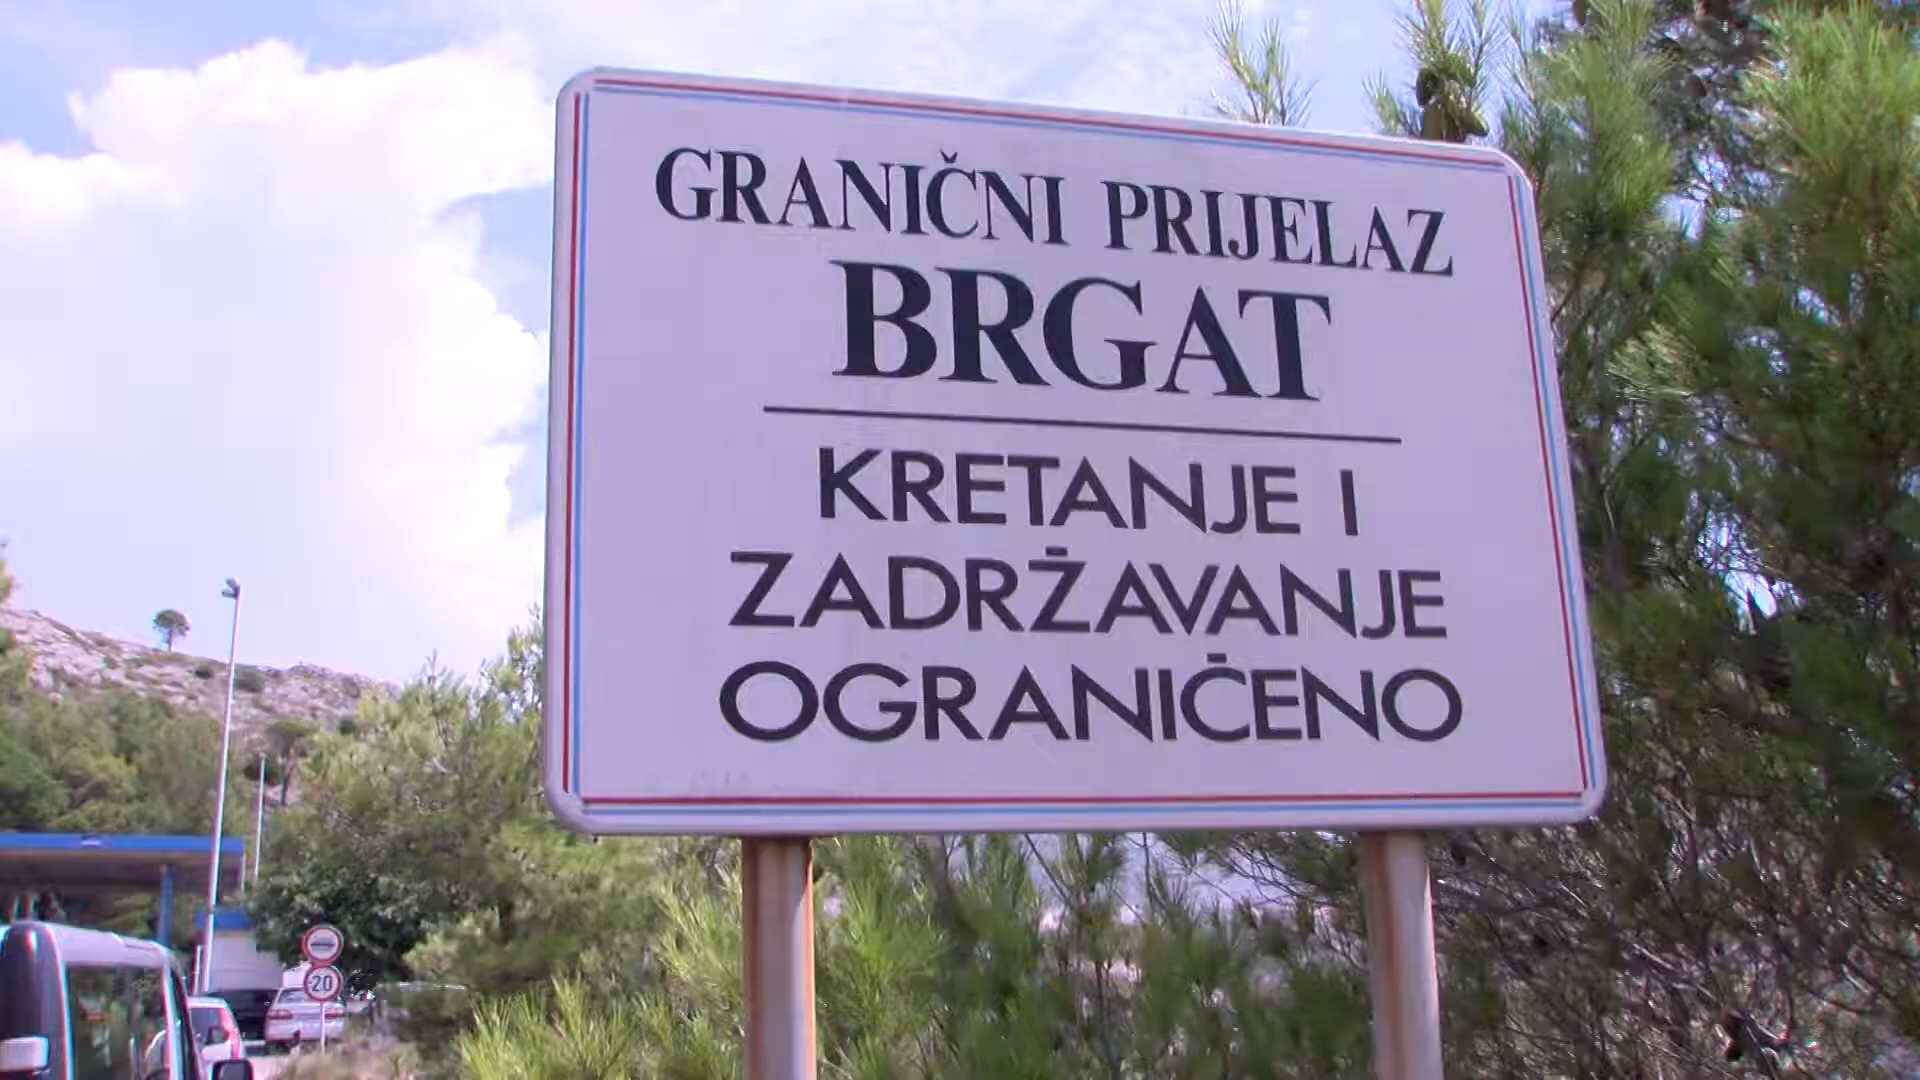 GRANIČNI PRIJELAZ
BRGAT
KRETANJE I
ZADRŽAVANJE
OGRANIČENO
20